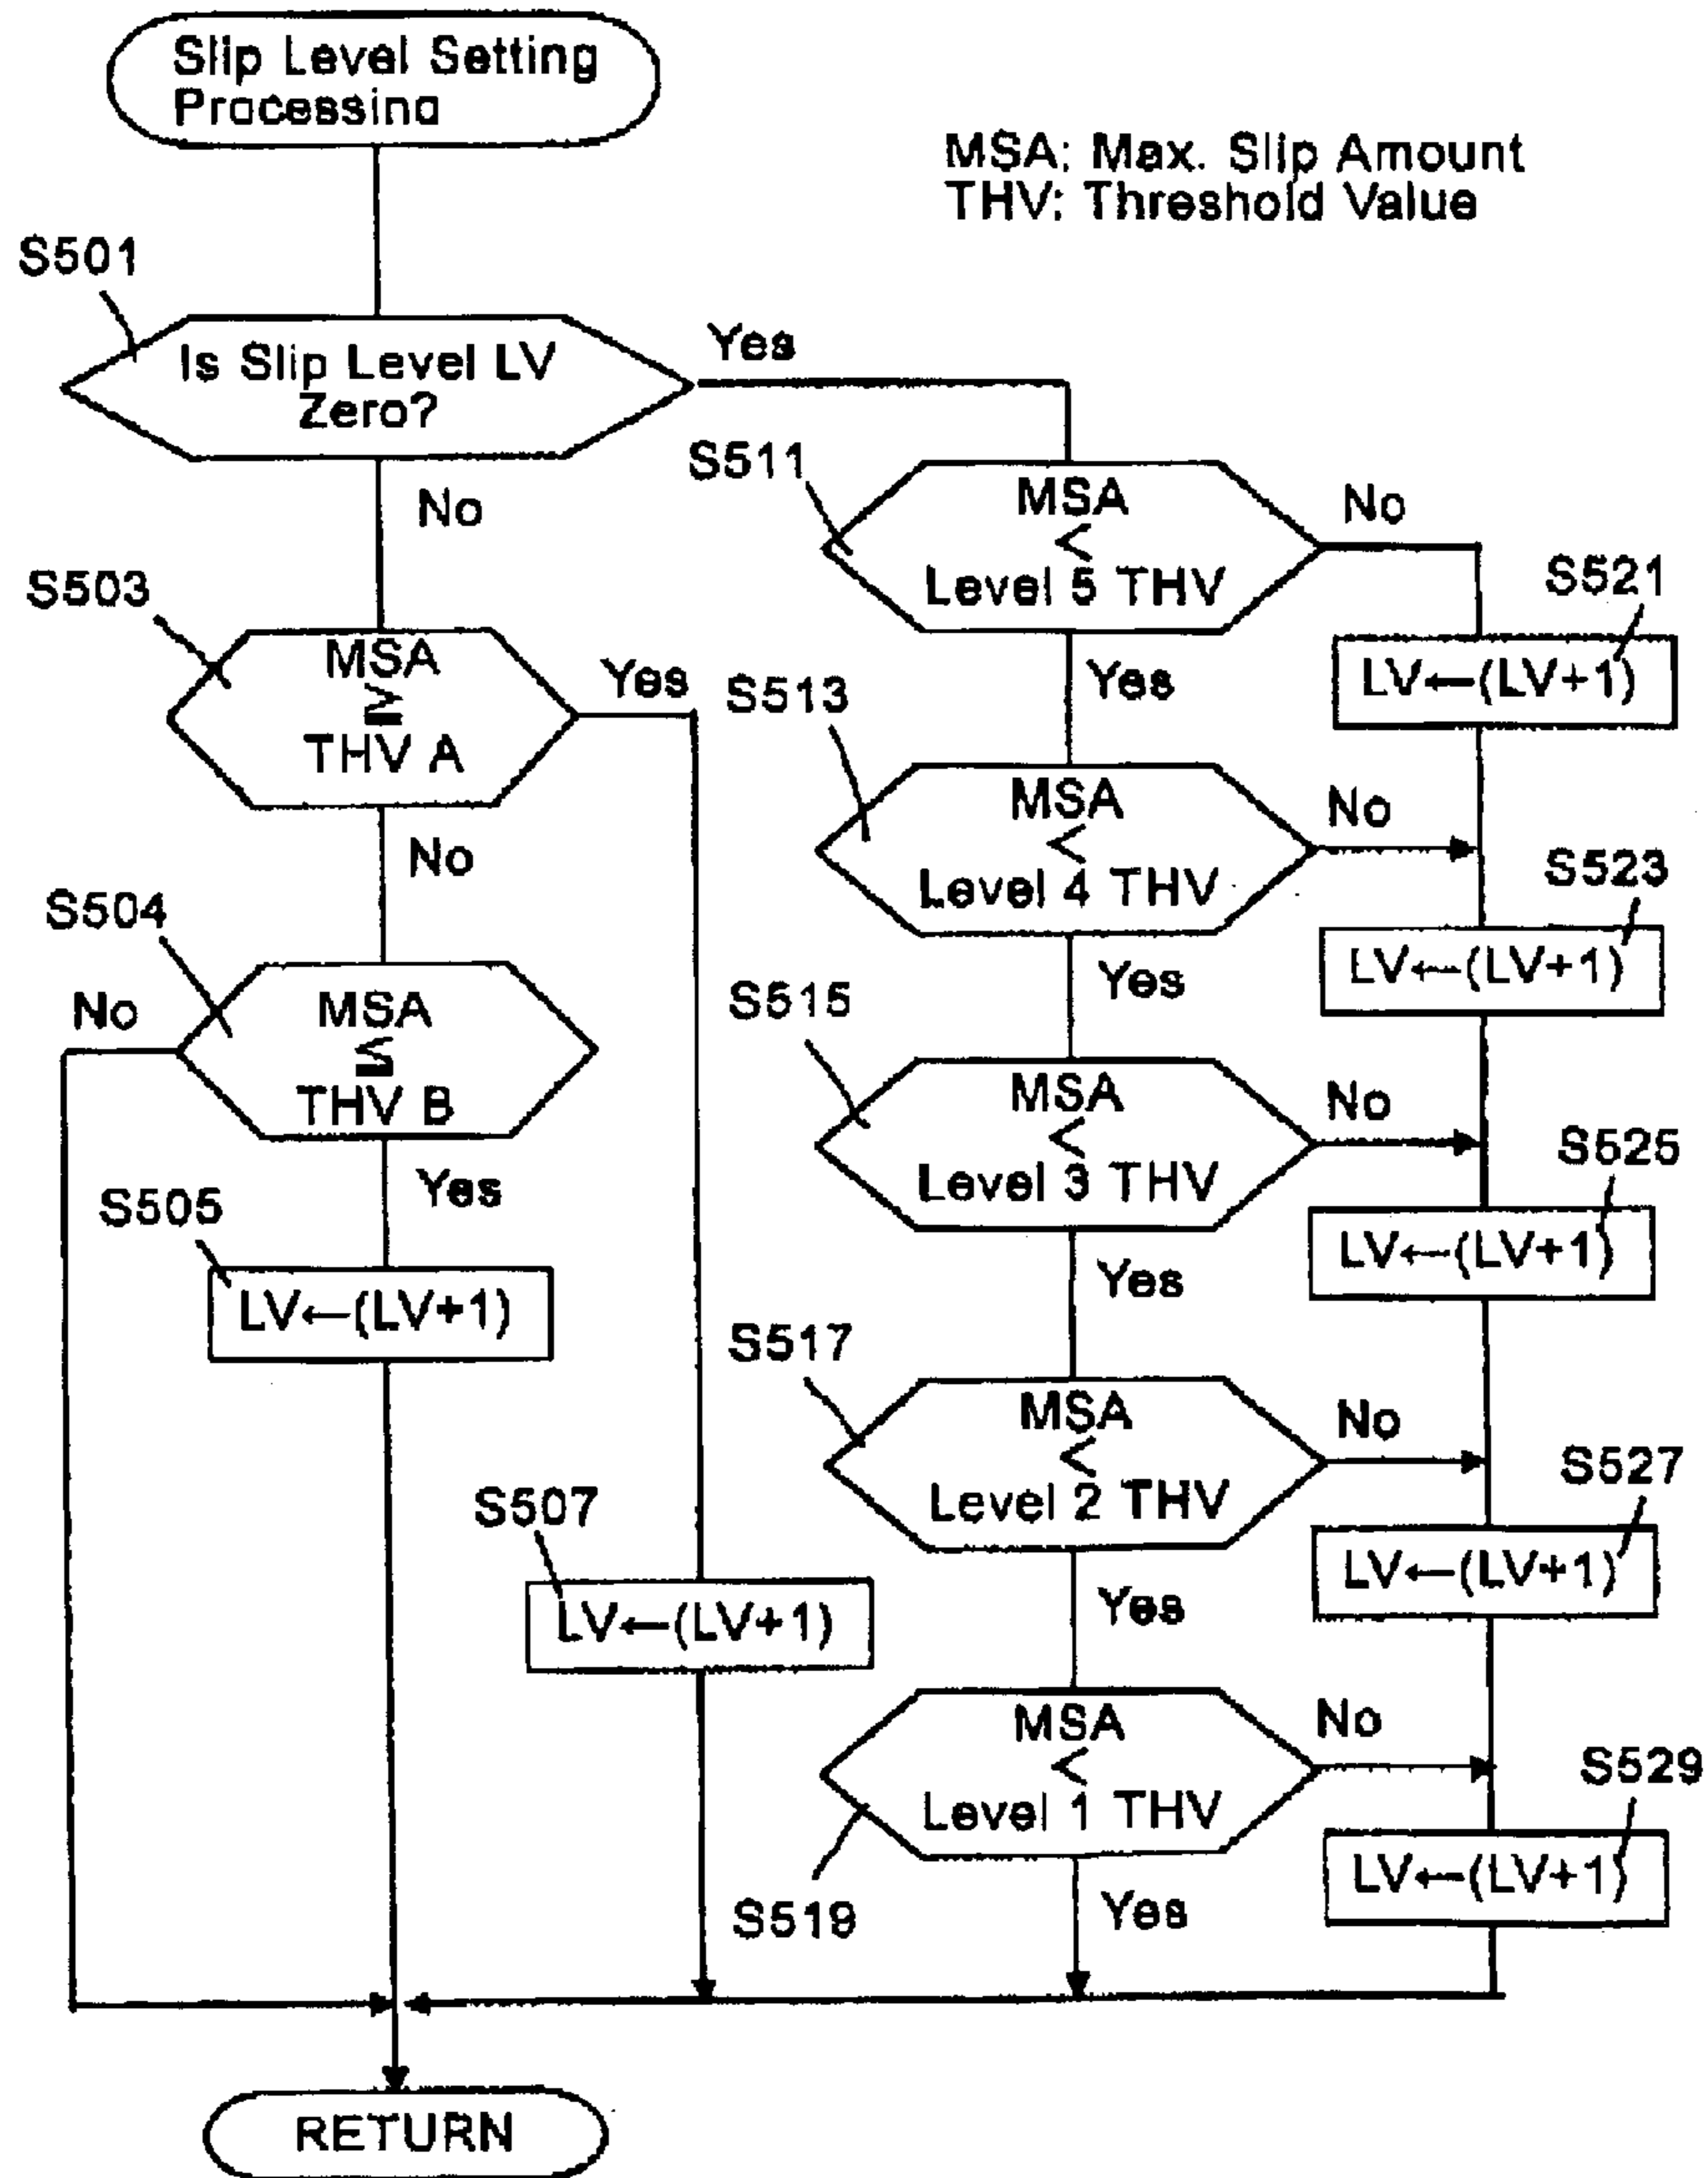 Slip Level Setting
Processing
MSA: Max. Slip Amount
THV: Threshold Value
S501
Is Slip Level LV
Zero?
Yes
No
S503
MSA
≧
THV A
Yes
No
S504
MSA
≦
THV B
No
Yes
S505
LV←(LV+1)
S507
LV←(LV+1)
S511
MSA
<
Level 5 THV
No
Yes
S521
LV←(LV+1)
S513
MSA
<
Level 4 THV
No
Yes
S523
LV←(LV+1)
S515
MSA
<
Level 3 THV
No
Yes
S525
LV←(LV+1)
S517
MSA
<
Level 2 THV
No
Yes
S527
LV←(LV+1)
S519
MSA
<
Level 1 THV
No
Yes
S529
LV←(LV+1)
RETURN